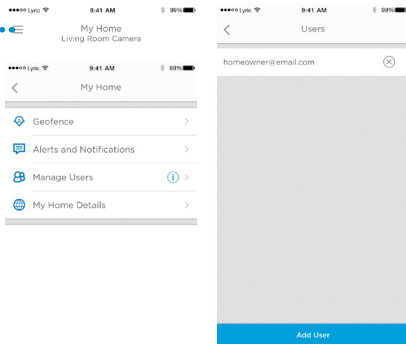 Lyric 9:41 AM 99%
My Home
Living Room Camera
Lyric 9:41 AM 99%
My Home
Geofence
Alerts and Notifications
Manage Users
My Home Details
Lyric 9:41 AM 99%
Users
homeowner@email.com
Add User